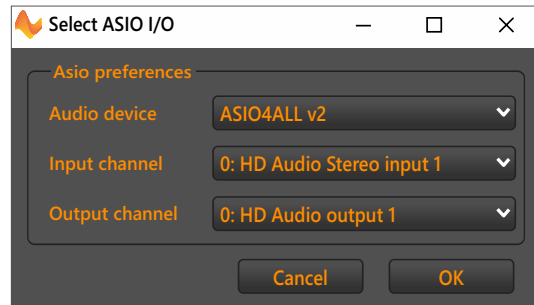 Select ASIO I/O
Asio preferences
Audio device ASIO4ALL v2
Input channel 0: HD Audio Stereo input 1
Output channel 0: HD Audio output 1
Cancel OK